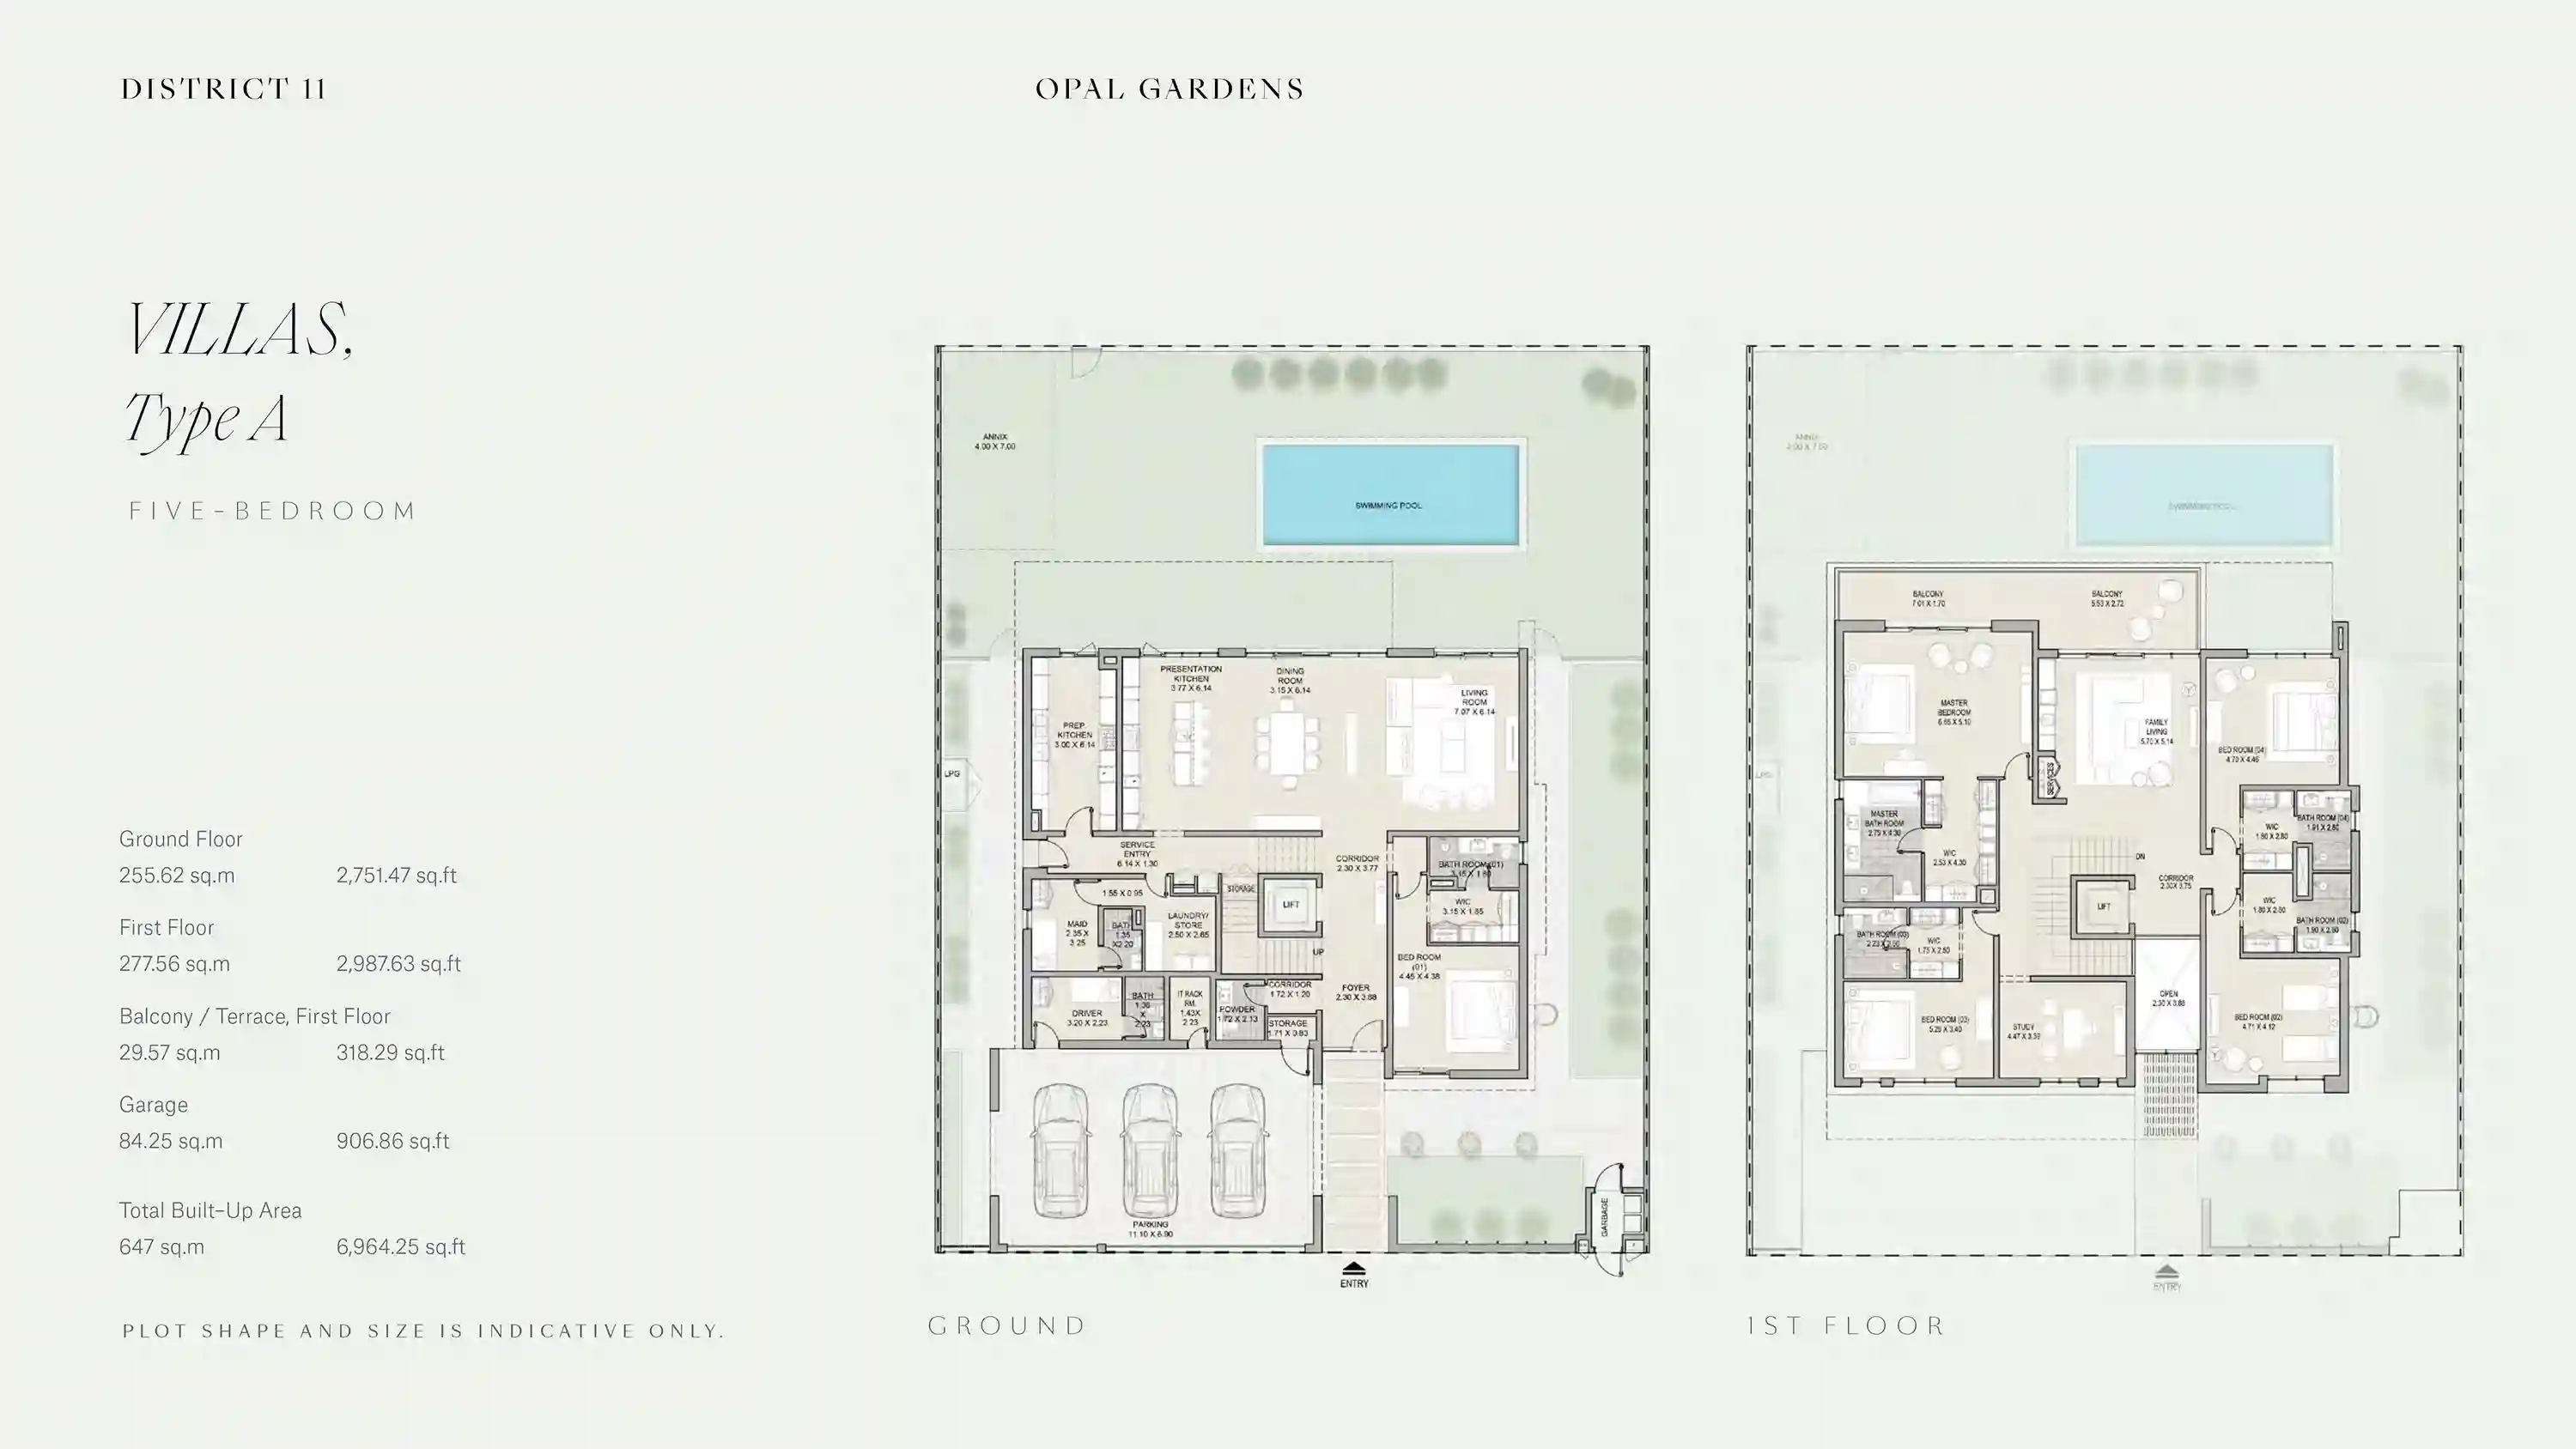 DISTRICT 11
OPAL GARDENS
VILLAS,
Type A
FIVE-BEDROOM
Ground Floor
255.62 sq.m 2,751.47 sq.ft
First Floor
277.56 sq.m 2,987.63 sq.ft
Balcony / Terrace, First Floor
29.57 sq.m 318.29 sq.ft
Garage
84.25 sq.m 906.86 sq.ft
Total Built-Up Area
647 sq.m 6,964.25 sq.ft
PLOT SHAPE AND SIZE IS INDICATIVE ONLY.
ANNIX
4.00 X 7.00
SWIMMING POOL
PRESENTATION
KITCHEN
3.77 X 6.14
DINING
ROOM
3.15 X 6.14
LIVING
ROOM
7.07 X 6.14
PREP
KITCHEN
3.00 X 6.14
LPG
SERVICE
ENTRY
6.14 X 1.30
CORRIDOR
2.30 X 3.77
BATH ROOM (01)
3.15 X 1.80
STORAGE
1.55 X 0.95
LIFT
WIC
3.15 X 1.85
MAID
2.35 X
3.25
BATH
1.35
X2.20
LAUNDRY/
STORE
2.50 X 2.65
UP
BED ROOM
(01)
4.45 X 4.38
DRIVER
3.20 X 2.23
BATH
1.36
X
2.23
IT RACK
RM.
1.43X
2.23
POWDER
1.72 X 2.13
CORRIDOR
1.72 X 1.20
STORAGE
1.71 X 0.83
FOYER
2.30 X 3.88
PARKING
11.10 X 6.90
GARBAGE
ENTRY
GROUND
ANNIX
4.00 X 7.00
SWIMMING POOL
BALCONY
7.01 X 1.70
BALCONY
5.53 X 2.72
MASTER
BEDROOM
6.65 X 5.10
FAMILY
LIVING
5.70 X 5.14
BED ROOM (04)
4.70 X 4.46
SERVICES
LPG
MASTER
BATH ROOM
2.75 X 4.30
WIC
2.53 X 4.30
DN
WIC
1.80 X 2.80
BATH ROOM (04)
1.91 X 2.80
CORRIDOR
2.30X 3.75
LIFT
WIC
1.80 X 2.80
BATH ROOM (02)
1.90 X 2.80
BATH ROOM (03)
2.23 X 2.50
WIC
1.75 X 2.50
OPEN
2.30 X 3.88
BED ROOM (03)
5.28 X 3.40
STUDY
4.47 X 3.39
BED ROOM (02)
4.71 X 4.12
ENTRY
1ST FLOOR